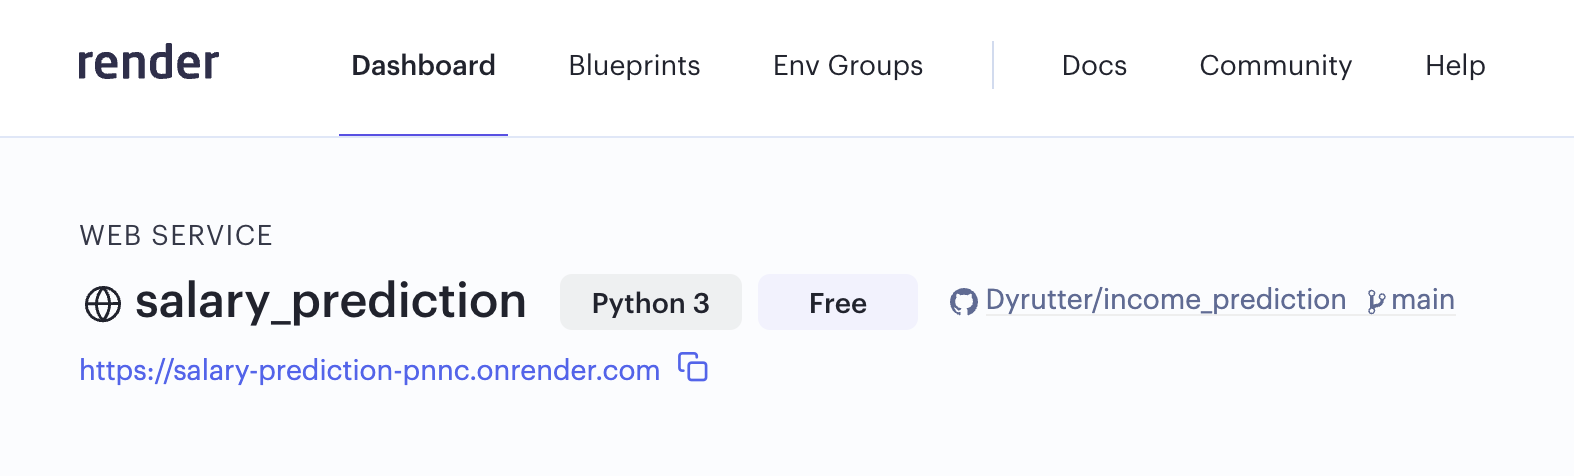 render Dashboard Blueprints Env Groups Docs Community Help
WEB SERVICE
salary_prediction Python 3 Free Dyrutter/income_prediction main
https://salary-prediction-pnnc.onrender.com